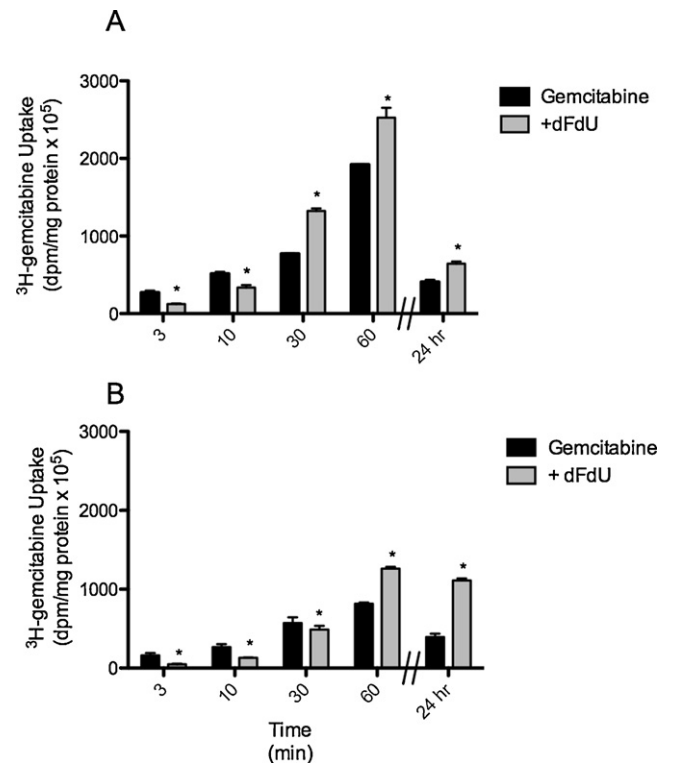 A
³H-gemcitabine Uptake
(dpm/mg protein x 10⁵)
3000
2000
1000
0
*
*
*
*
*
3
10
30
60
24 hr
Gemcitabine
+dFdU
B
³H-gemcitabine Uptake
(dpm/mg protein x 10⁵)
3000
2000
1000
0
*
*
*
*
*
3
10
30
60
24 hr
Time
(min)
Gemcitabine
+ dFdU